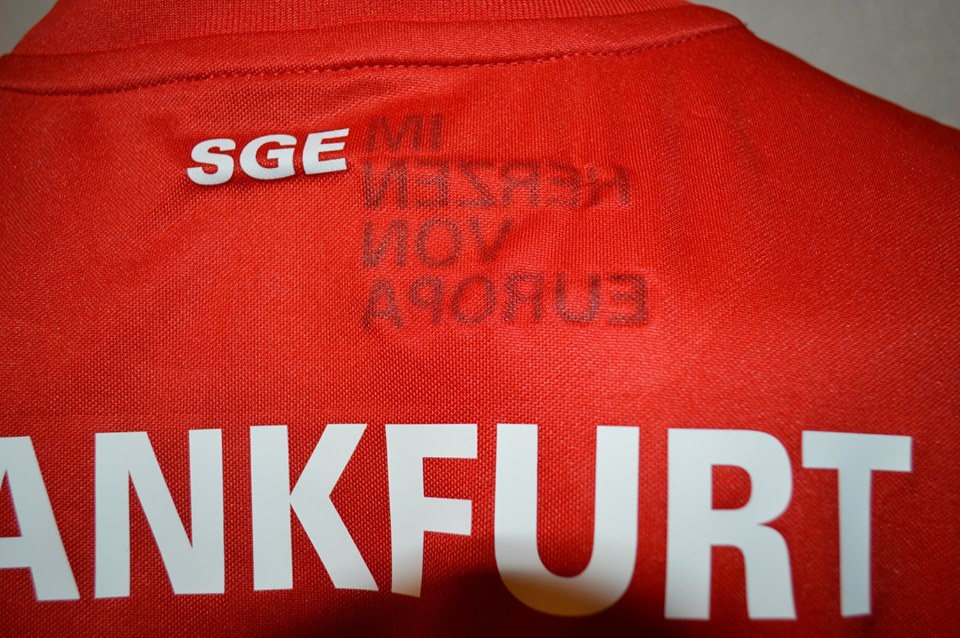 SGE
IM
HERZEN
VON
EUROPA
ANKFURT